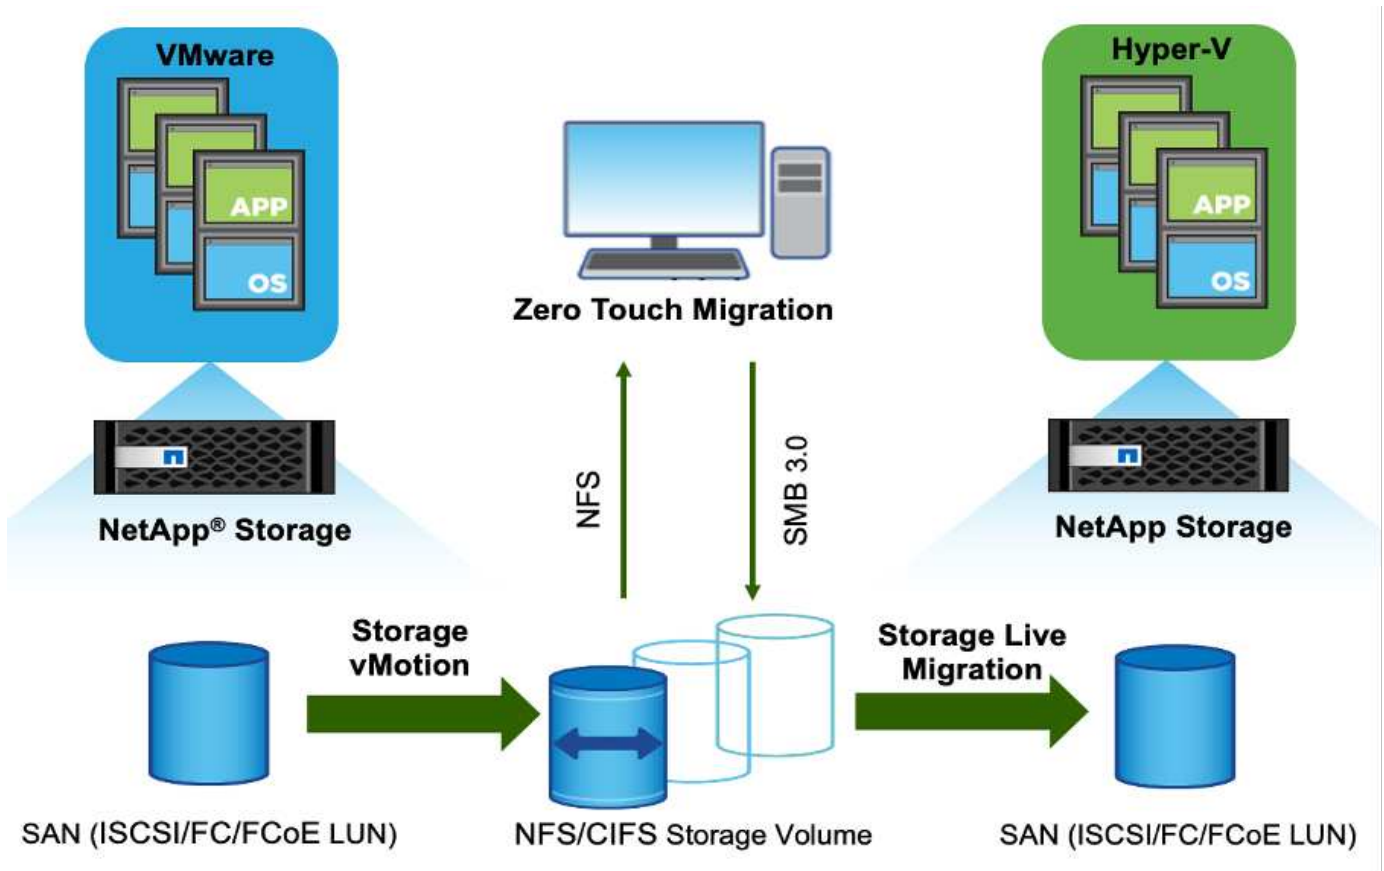 VMware
APP
OS
Hyper-V
APP
OS
Zero Touch Migration
NFS
SMB 3.0
NetApp® Storage
NetApp Storage
Storage
vMotion
Storage Live
Migration
SAN (ISCSI/FC/FCoE LUN)
NFS/CIFS Storage Volume
SAN (ISCSI/FC/FCoE LUN)